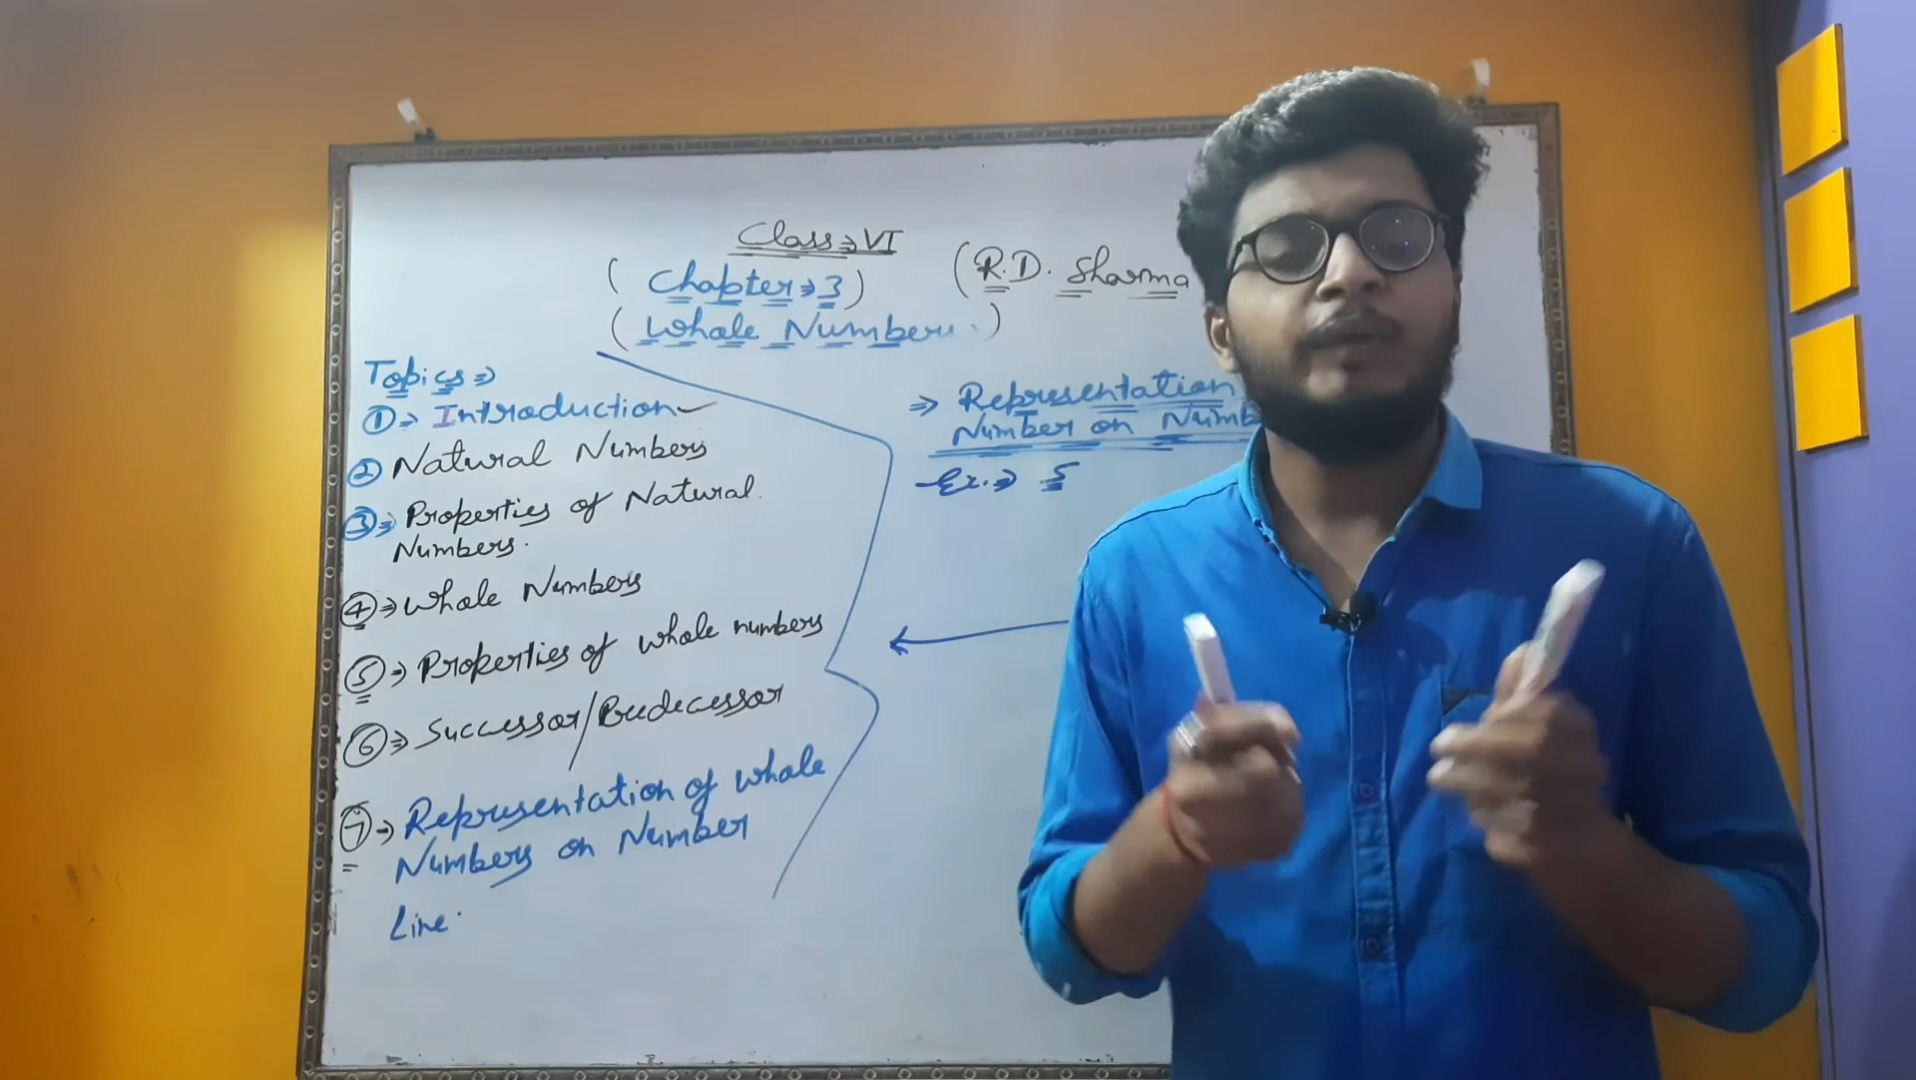 Class ⇒ VI
( Chapter ⇒ 3 )
(R.D. Sharma
( Whole Numbers )
Topics ⇒
① ⇒ Introduction
② Natural Numbers
③ ⇒ Properties of Natural
Numbers.
④ ⇒ Whole Numbers
⑤ ⇒ Properties of whole numbers
⑥ ⇒ Successor/Predecessor
⑦ ⇒ Representation of whole
Numbers on Number
Line.
⇒ Representation
Number on Numb
Ex. ⇒ 5